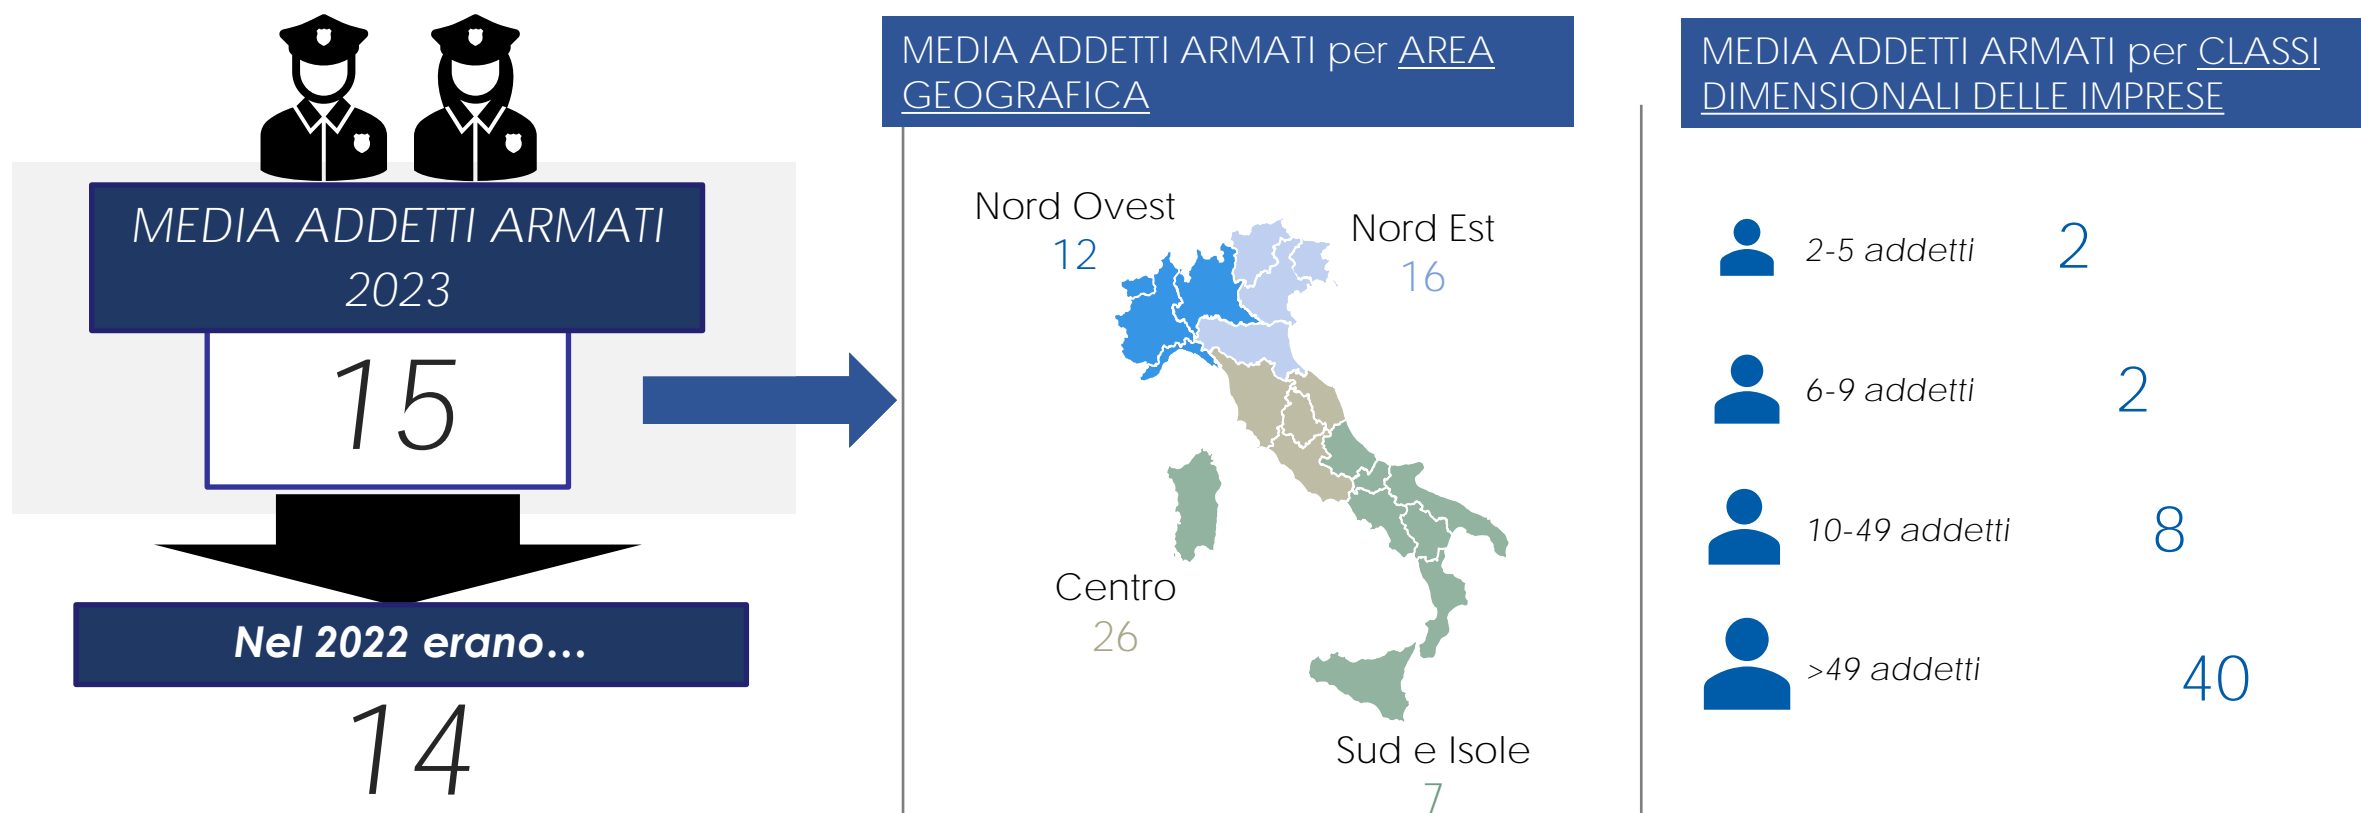 MEDIA ADDETTI ARMATI
2023
15
Nel 2022 erano...
14
MEDIA ADDETTI ARMATI per AREA
GEOGRAFICA
Nord Ovest
12
Nord Est
16
Centro
26
Sud e Isole
7
MEDIA ADDETTI ARMATI per CLASSI
DIMENSIONALI DELLE IMPRESE
2-5 addetti 2
6-9 addetti 2
10-49 addetti 8
>49 addetti 40